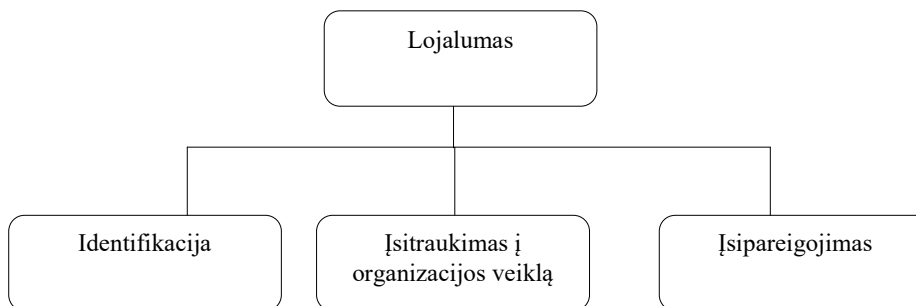 Lojalumas
Identifikacija
Įsitraukimas į
organizacijos veiklą
Įsipareigojimas